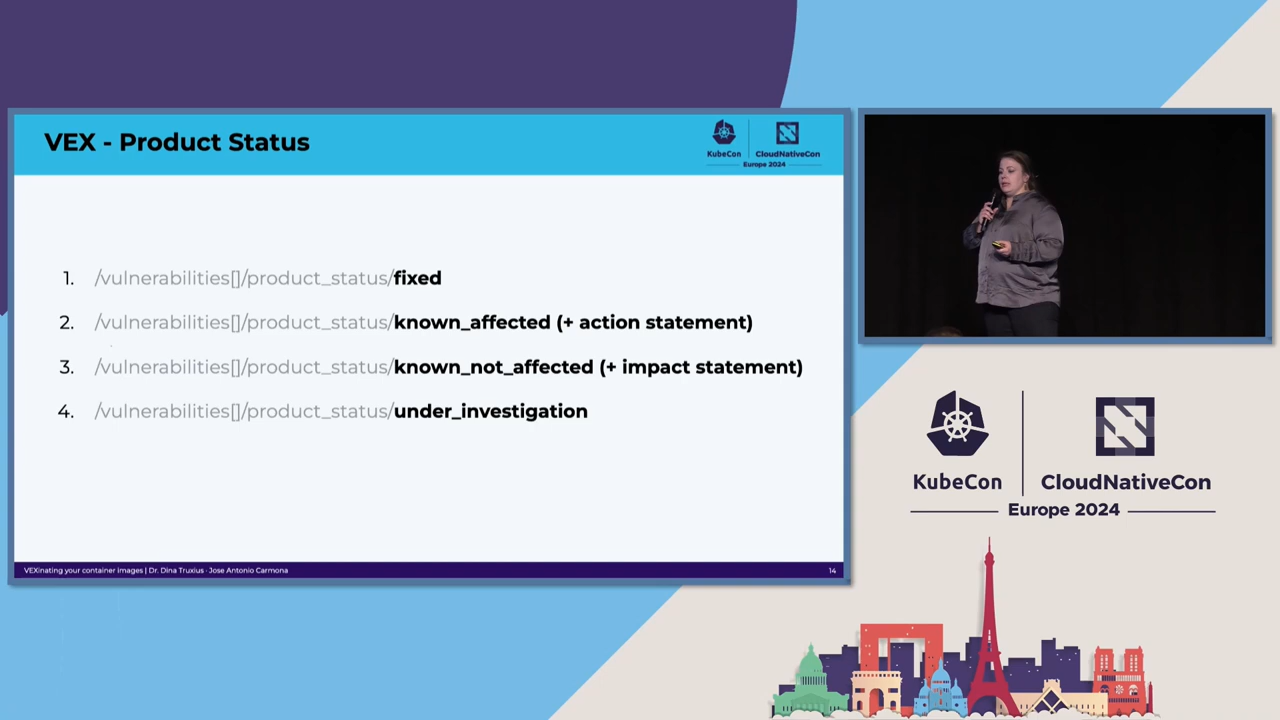 VEX - Product Status
KubeCon
CloudNativeCon
Europe 2024
1. /vulnerabilities[]/product_status/fixed
2. /vulnerabilities[]/product_status/known_affected (+ action statement)
3. /vulnerabilities[]/product_status/known_not_affected (+ impact statement)
4. /vulnerabilities[]/product_status/under_investigation
VEXinating your container images | Dr. Dina Truxius · Jose Antonio Carmona
14
KubeCon
CloudNativeCon
Europe 2024